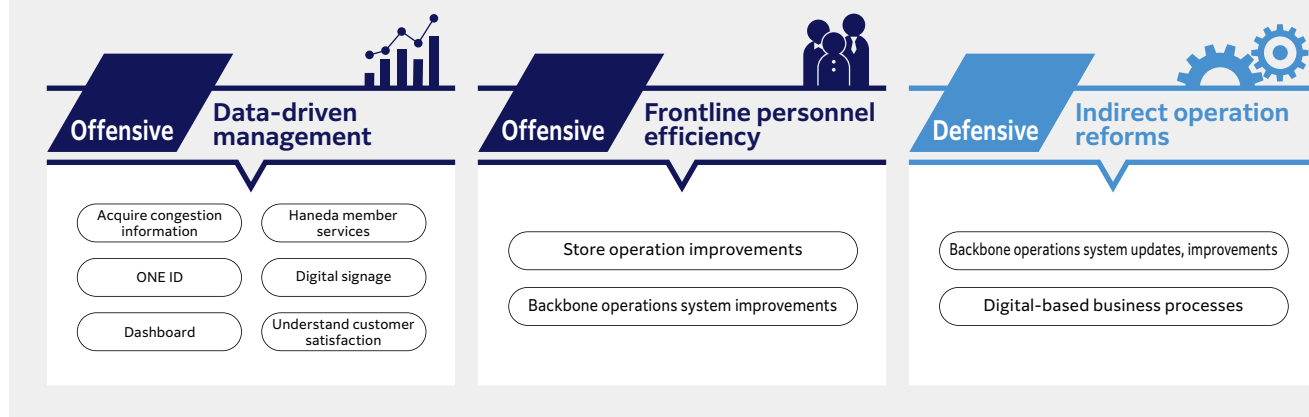 Offensive
Data-driven
management
Acquire congestion
information
Haneda member
services
ONE ID
Digital signage
Dashboard
Understand customer
satisfaction
Offensive
Frontline personnel
efficiency
Store operation improvements
Backbone operations system improvements
Defensive
Indirect operation
reforms
Backbone operations system updates, improvements
Digital-based business processes